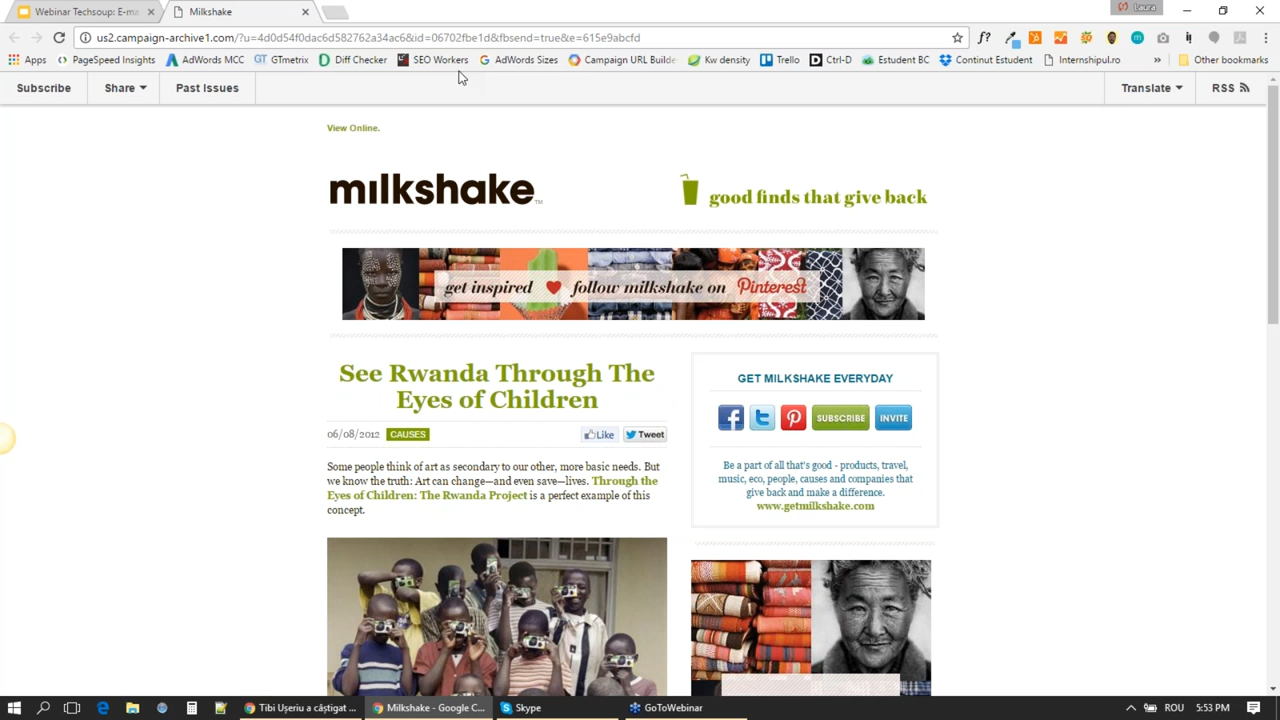 Webinar Techsoup: E-ma
Milkshake
Laura
us2.campaign-archive1.com/?u=4d0d54f0dac6d582762a34ac6&id=06702fbe1d&fbsend=true&e=615e9abcfd
Apps PageSpeed Insights AdWords MCC GTmetrix Diff Checker SEO Workers AdWords Sizes Campaign URL Builde Kw density Trello Ctrl-D Estudent BC Continut Estudent Internshipul.ro » Other bookmarks
Subscribe Share Past Issues Translate RSS
View Online.
milkshake™
good finds that give back
get inspired follow milkshake on Pinterest
See Rwanda Through The
Eyes of Children
06/08/2012 CAUSES Like Tweet
Some people think of art as secondary to our other, more basic needs. But
we know the truth: Art can change—and even save—lives. Through the
Eyes of Children: The Rwanda Project is a perfect example of this
concept.
GET MILKSHAKE EVERYDAY
SUBSCRIBE INVITE
Be a part of all that's good - products, travel,
music, eco, people, causes and companies that
give back and make a difference.
www.getmilkshake.com
Tibi Ușeriu a câștigat ... Milkshake - Google C... Skype GoToWebinar ROU 5:53 PM